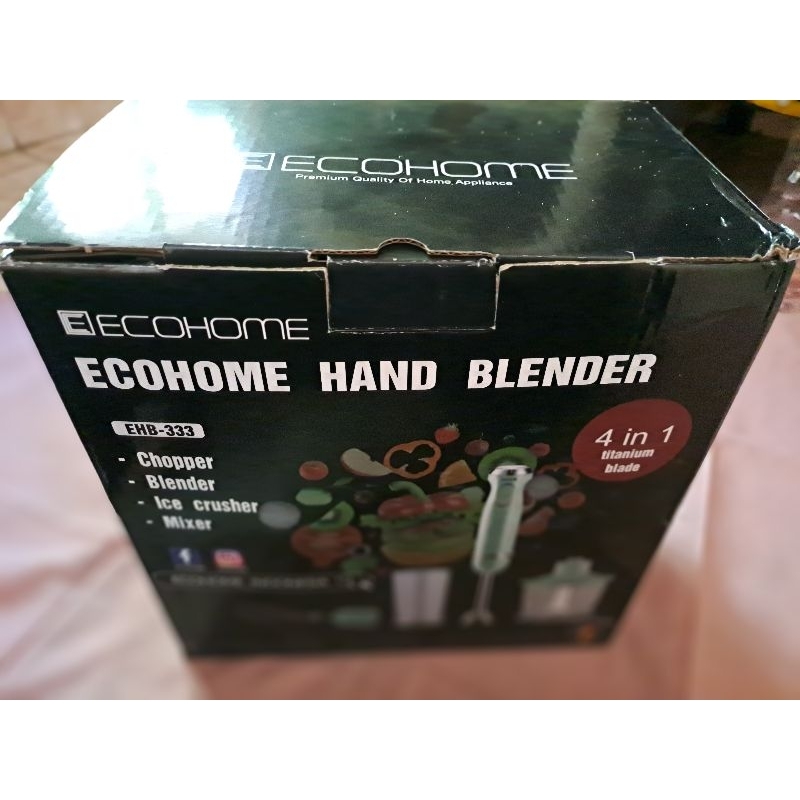 ECOHOME
Premium Quality Of Home Appliance
ECOHOME
ECOHOME HAND BLENDER
EHB-333
- Chopper
- Blender
- Ice crusher
- Mixer
4 in 1
titanium
blade